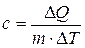 c = ΔQ / (m · ΔT)